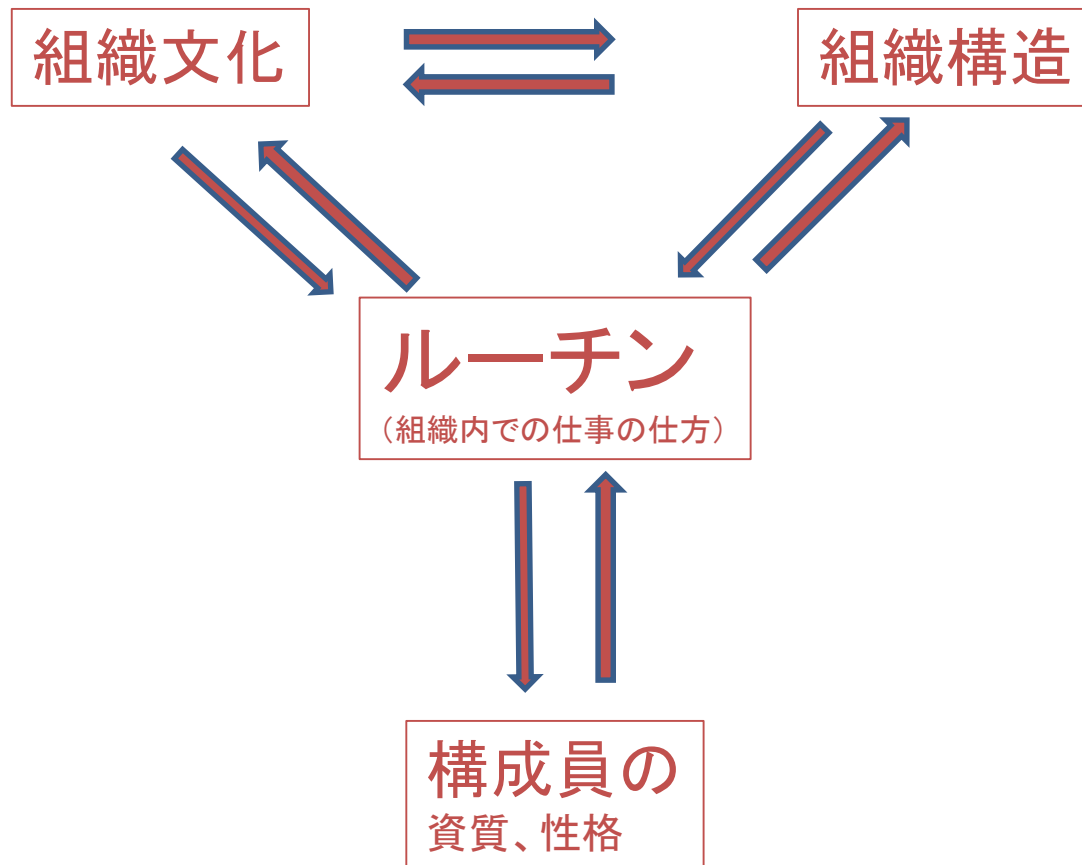 組織文化
組織構造
ルーチン
（組織内での仕事の仕方）
構成員の
資質、性格